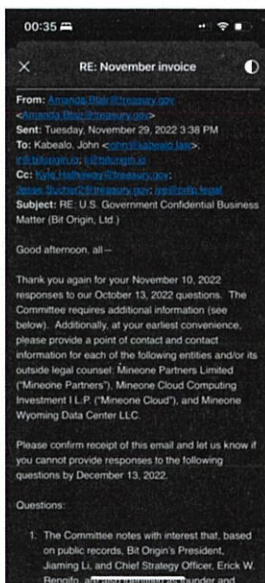 00:35
RE: November invoice
From: Amanda.Blair@treasury.gov
<Amanda.Blair@treasury.gov>
Sent: Tuesday, November 29, 2022 3:38 PM
To: Kabealo, John <john@kabealo.law>;
Cc: Kyle.Hathaway@treasury.gov;
Subject: RE: U.S. Government Confidential Business
Matter (Bit Origin, Ltd.)
Good afternoon, all –
Thank you again for your November 10, 2022
responses to our October 13, 2022 questions. The
Committee requires additional information (see
below). Additionally, at your earliest convenience,
please provide a point of contact and contact
information for each of the following entities and/or its
outside legal counsel: Mineone Partners Limited
("Mineone Partners"), Mineone Cloud Computing
Investment I L.P. ("Mineone Cloud"), and Mineone
Wyoming Data Center LLC.
Please confirm receipt of this email and let us know if
you cannot provide responses to the following
questions by December 13, 2022.
Questions:
1. The Committee notes with interest that, based
on public records, Bit Origin's President,
Jiaming Li, and Chief Strategy Officer, Erick W.
Rengifo, are also